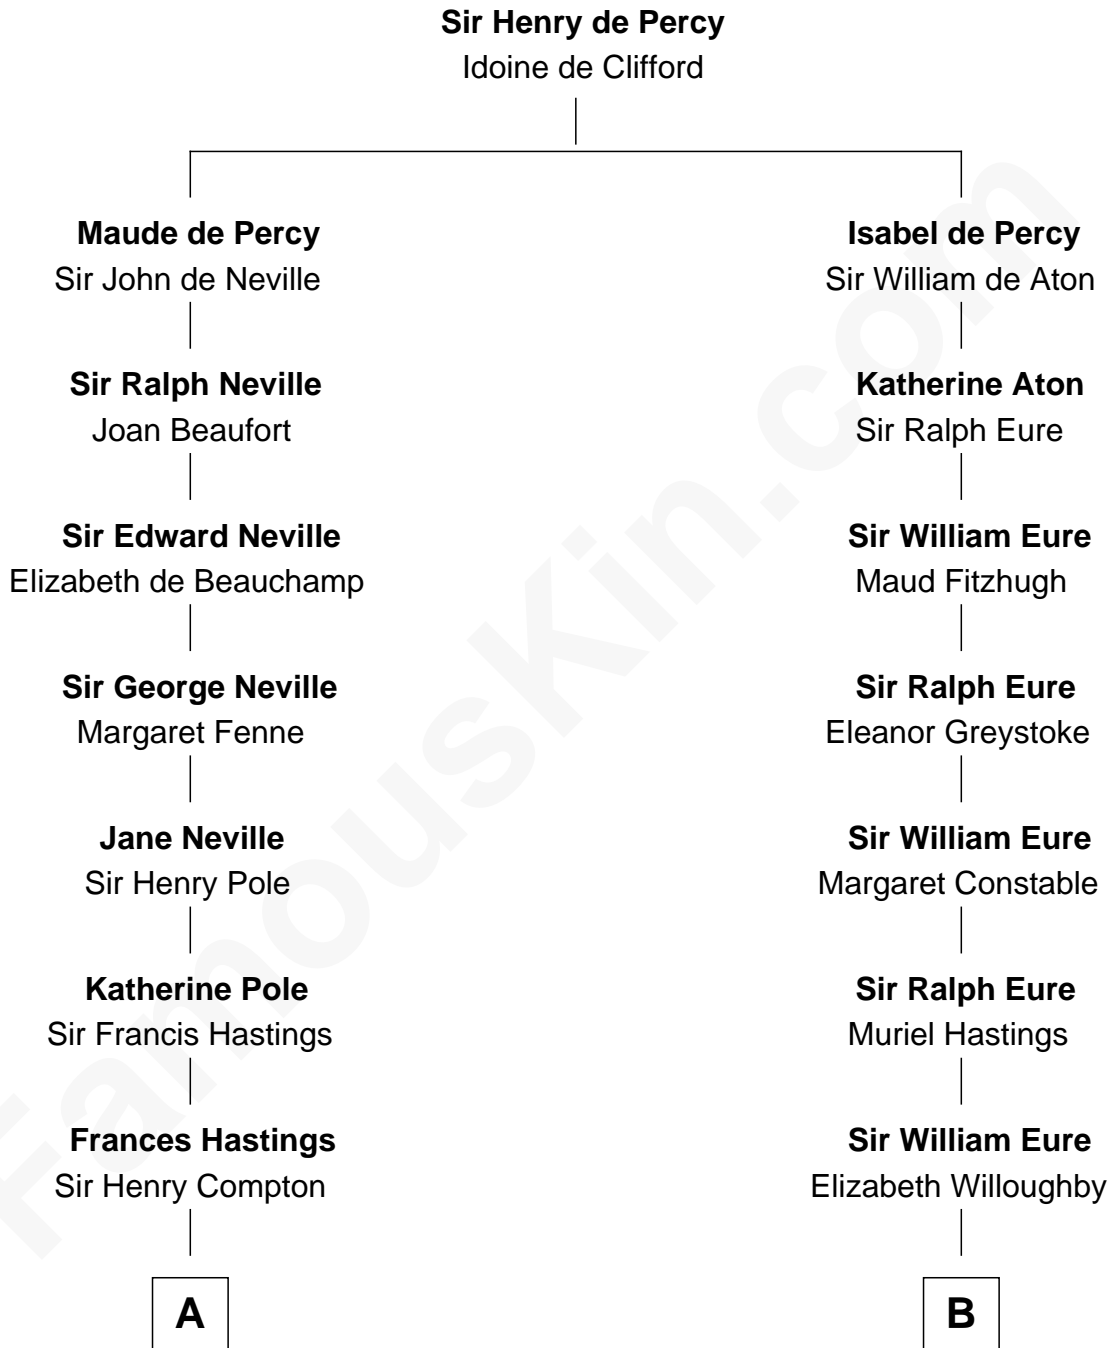 Sir Henry de Percy
Idoine de Clifford
Maude de Percy
Sir John de Neville
Isabel de Percy
Sir William de Aton
Sir Ralph Neville
Joan Beaufort
Katherine Aton
Sir Ralph Eure
Sir Edward Neville
Elizabeth de Beauchamp
Sir William Eure
Maud Fitzhugh
Sir George Neville
Margaret Fenne
Sir Ralph Eure
Eleanor Greystoke
Jane Neville
Sir Henry Pole
Sir William Eure
Margaret Constable
Katherine Pole
Sir Francis Hastings
Sir Ralph Eure
Muriel Hastings
Frances Hastings
Sir Henry Compton
Sir William Eure
Elizabeth Willoughby
A
B
FamousKin.com